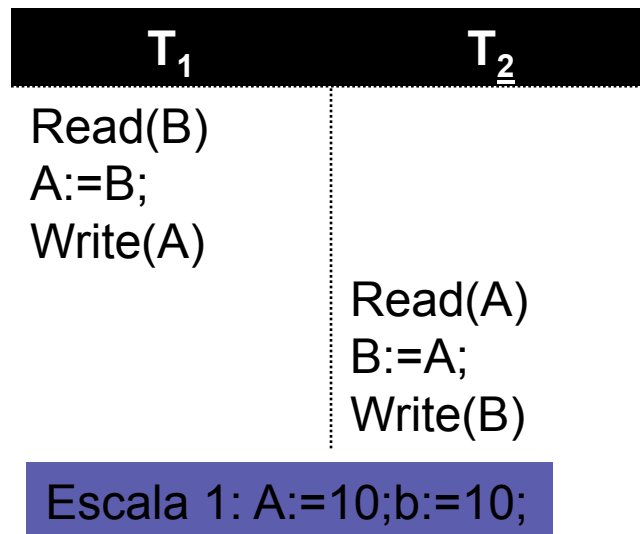 T1 T2
Read(B)
A:=B;
Write(A)
Read(A)
B:=A;
Write(B)
Escala 1: A:=10;b:=10;